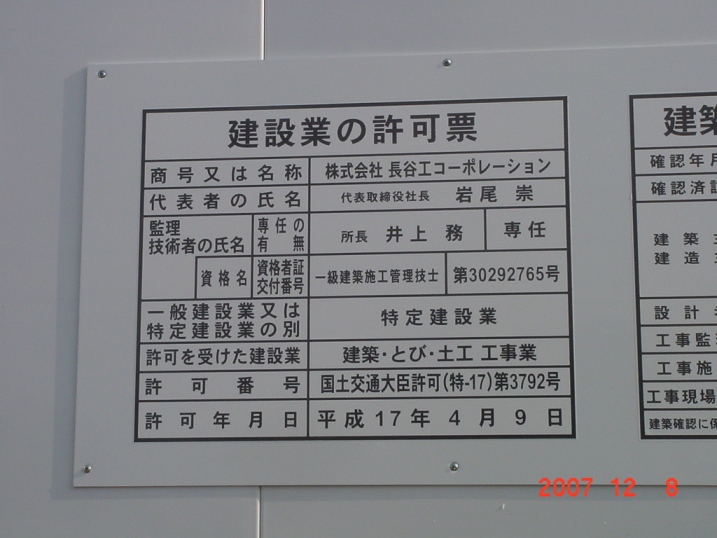 建設業の許可票
商号又は名称 株式会社 長谷工コーポレーション
代表者の氏名 代表取締役社長 岩尾 崇
監理
技術者の氏名 専任の
有無 所長 井上 務 専任
資格名 資格者証
交付番号 一級建築施工管理技士 第30292765号
一般建設業又は
特定建設業の別 特定建設業
許可を受けた建設業 建築・とび・土工 工事業
許可番号 国土交通大臣許可(特-17)第3792号
許可年月日 平成17年4月9日
建築
確認年月
確認済証
建築主
建造主
設計者
工事監理
工事施
工事現場
建築確認に係
2007 12 8